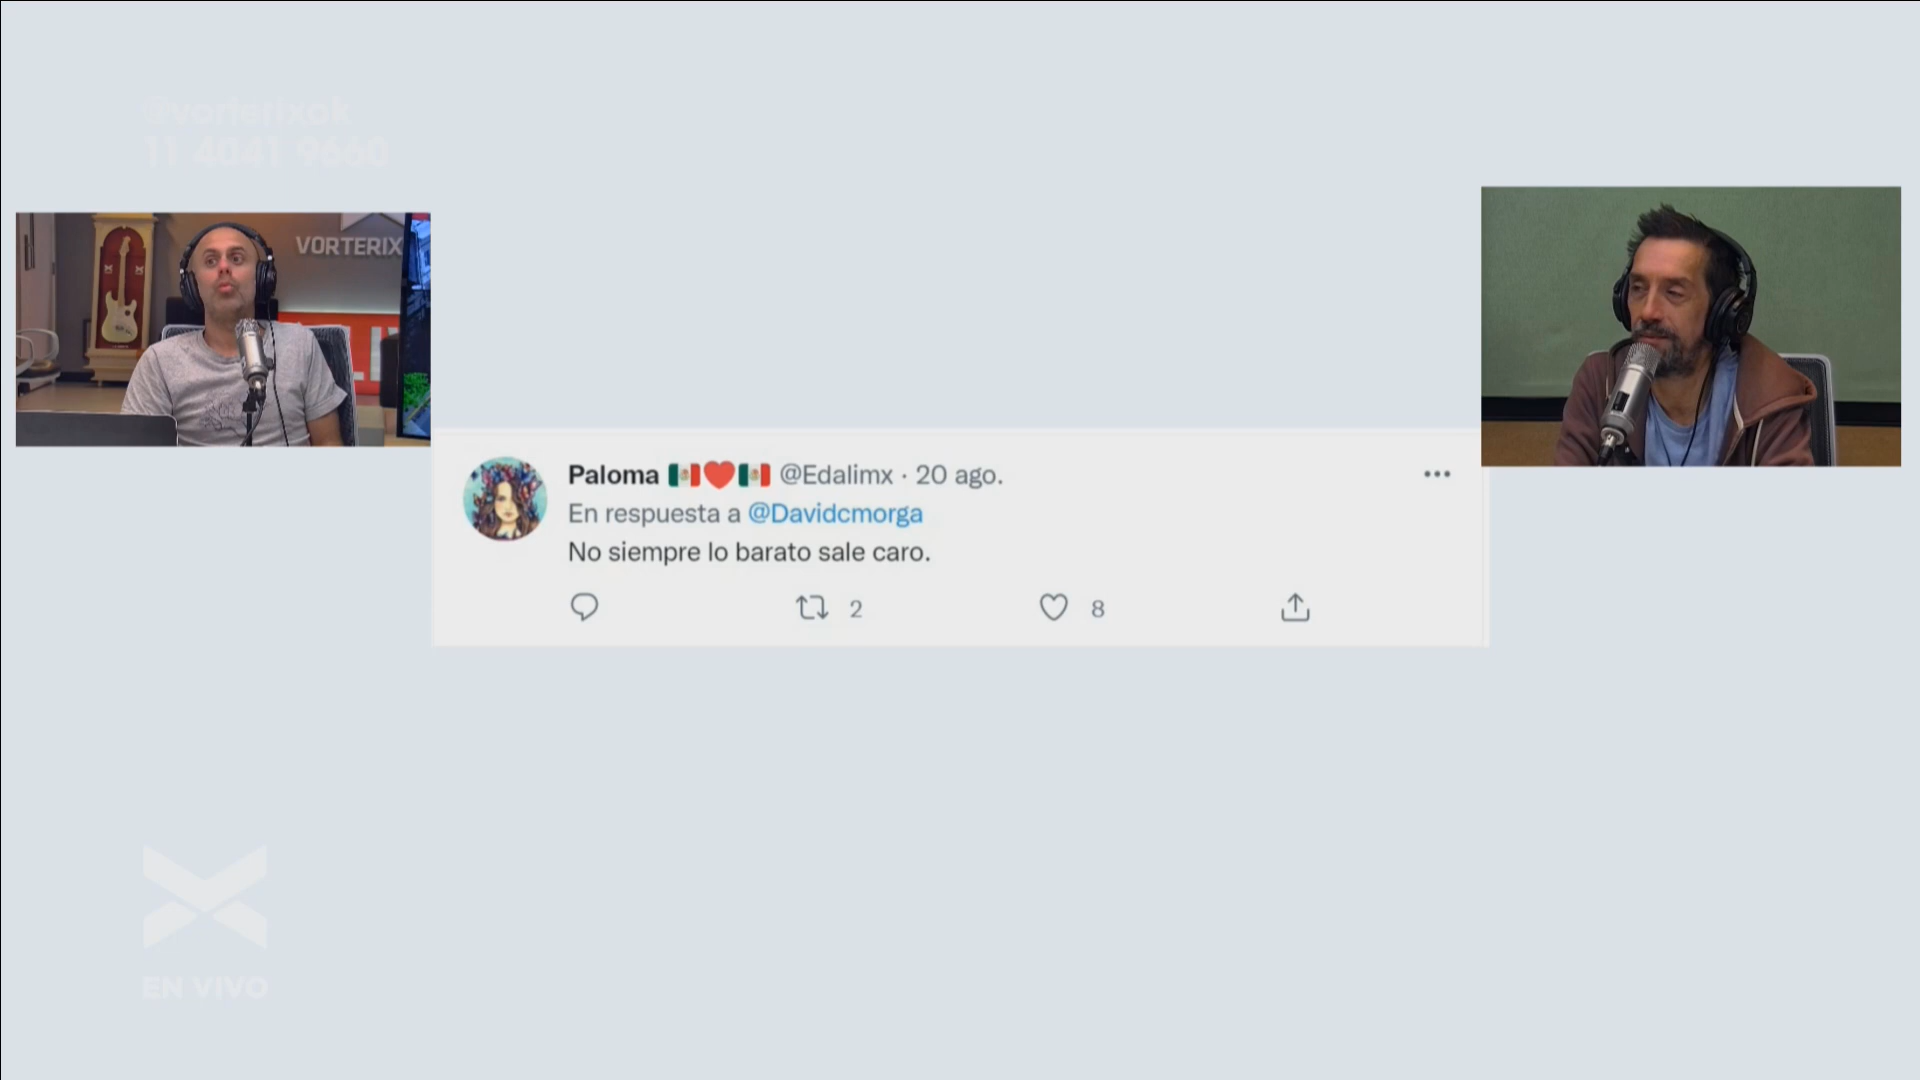 @vorterixok
11 4041 9660
VORTERIX
Paloma 🇲🇽❤️🇲🇽 @Edalimx · 20 ago.
En respuesta a @Davidcmorga
No siempre lo barato sale caro.
2 8
EN VIVO